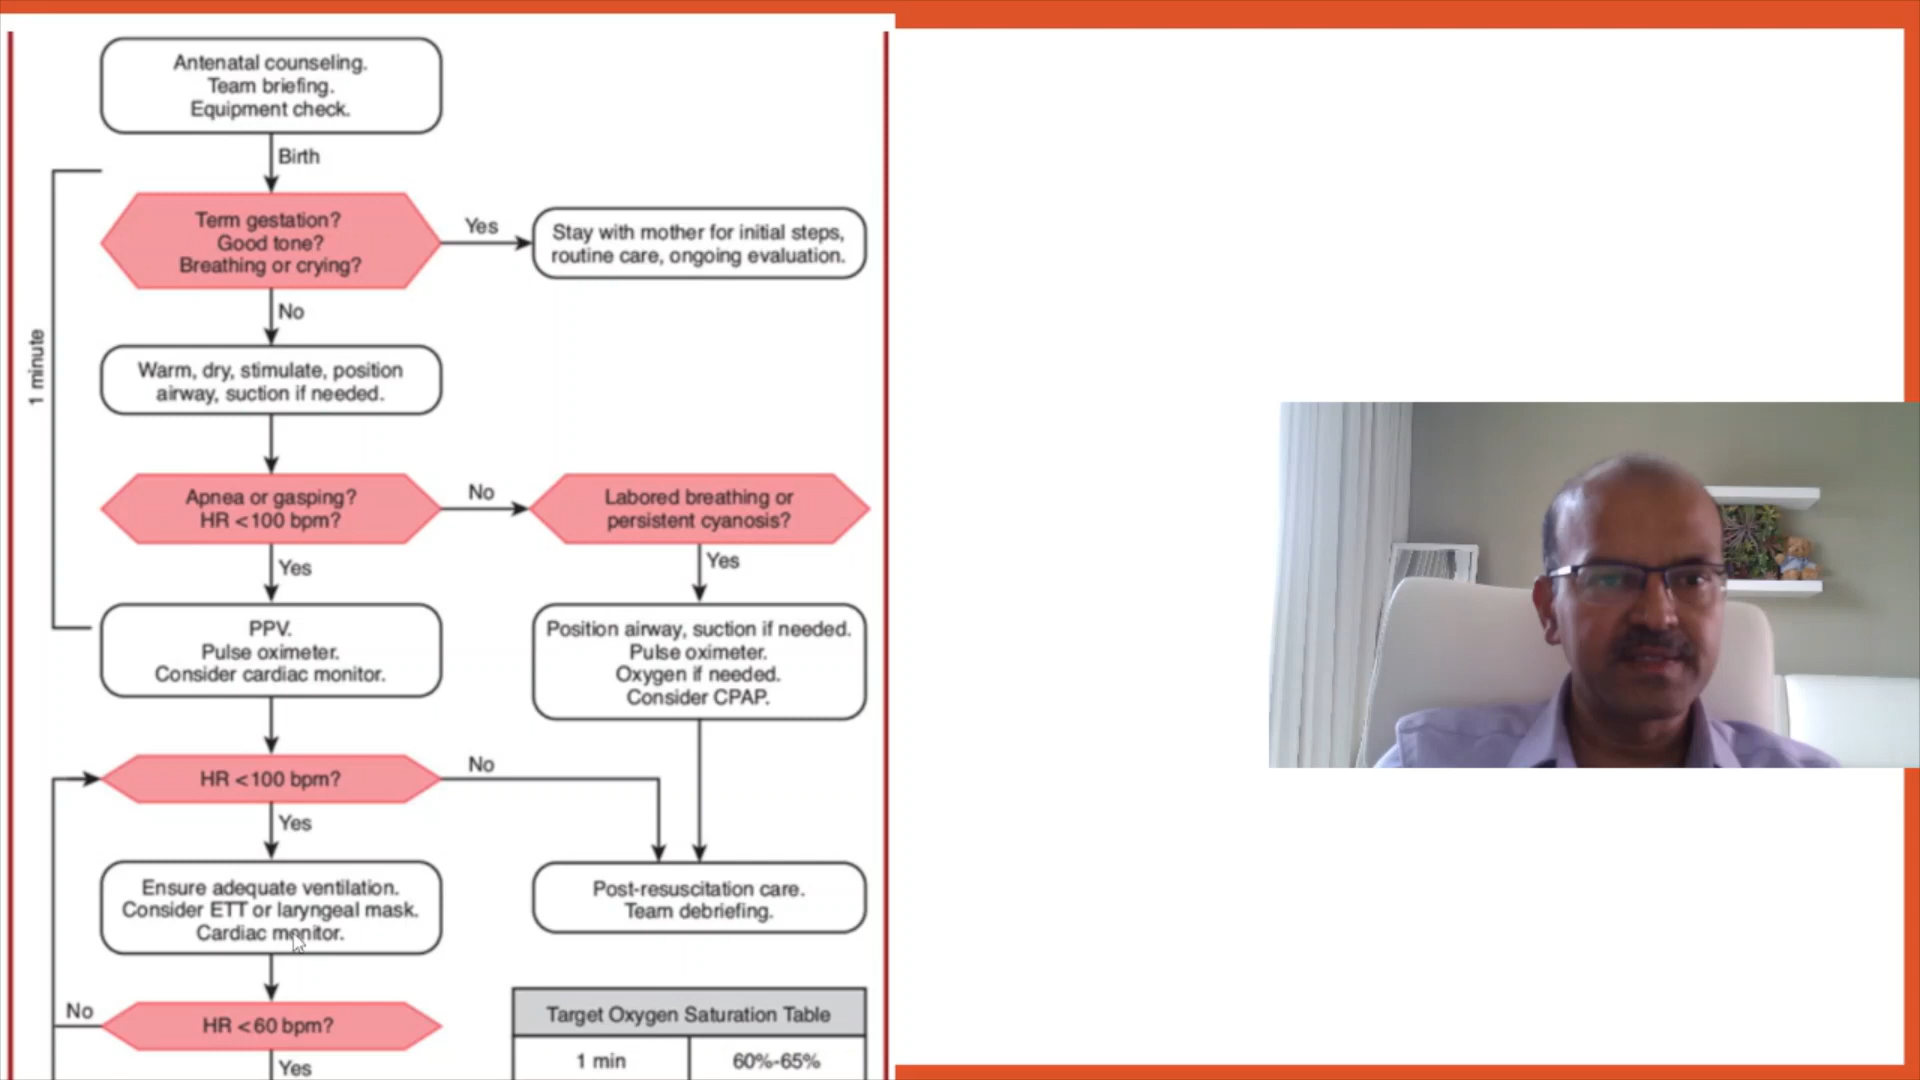 Antenatal counseling.
Team briefing.
Equipment check.
Birth
Term gestation?
Good tone?
Breathing or crying?
Yes
Stay with mother for initial steps,
routine care, ongoing evaluation.
No
1 minute
Warm, dry, stimulate, position
airway, suction if needed.
Apnea or gasping?
HR <100 bpm?
No
Labored breathing or
persistent cyanosis?
Yes
Yes
PPV.
Pulse oximeter.
Consider cardiac monitor.
Position airway, suction if needed.
Pulse oximeter.
Oxygen if needed.
Consider CPAP.
HR <100 bpm?
No
Yes
Ensure adequate ventilation.
Consider ETT or laryngeal mask.
Cardiac monitor.
Post-resuscitation care.
Team debriefing.
No
HR <60 bpm?
Yes
Target Oxygen Saturation Table
1 min 60%-65%